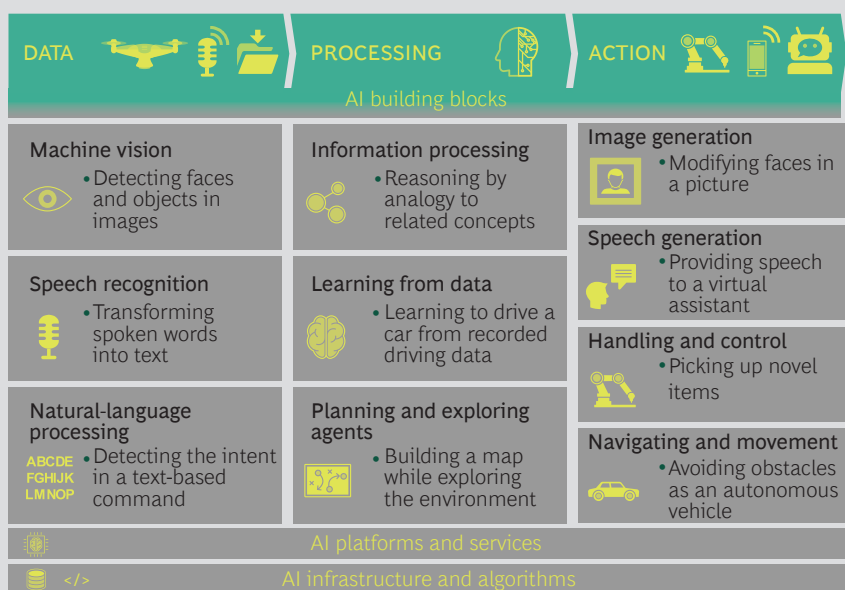 DATA
PROCESSING
ACTION
AI building blocks
Machine vision
• Detecting faces
and objects in
images
Speech recognition
• Transforming
spoken words
into text
Natural-language
processing
ABCDE
FGHIJK
LMNOP
• Detecting the intent
in a text-based
command
Information processing
• Reasoning by
analogy to
related concepts
Learning from data
• Learning to drive a
car from recorded
driving data
Planning and exploring
agents
• Building a map
while exploring
the environment
Image generation
• Modifying faces in
a picture
Speech generation
• Providing speech
to a virtual
assistant
Handling and control
• Picking up novel
items
Navigating and movement
• Avoiding obstacles
as an autonomous
vehicle
AI platforms and services
</>
AI infrastructure and algorithms